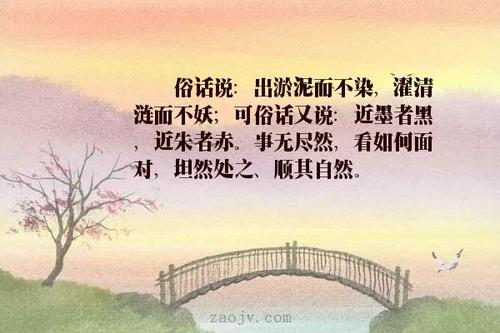 俗话说：出淤泥而不染，濯清
涟而不妖；可俗话又说：近墨者黑
，近朱者赤。事无尽然，看如何面
对，坦然处之、顺其自然。
zaojv.com